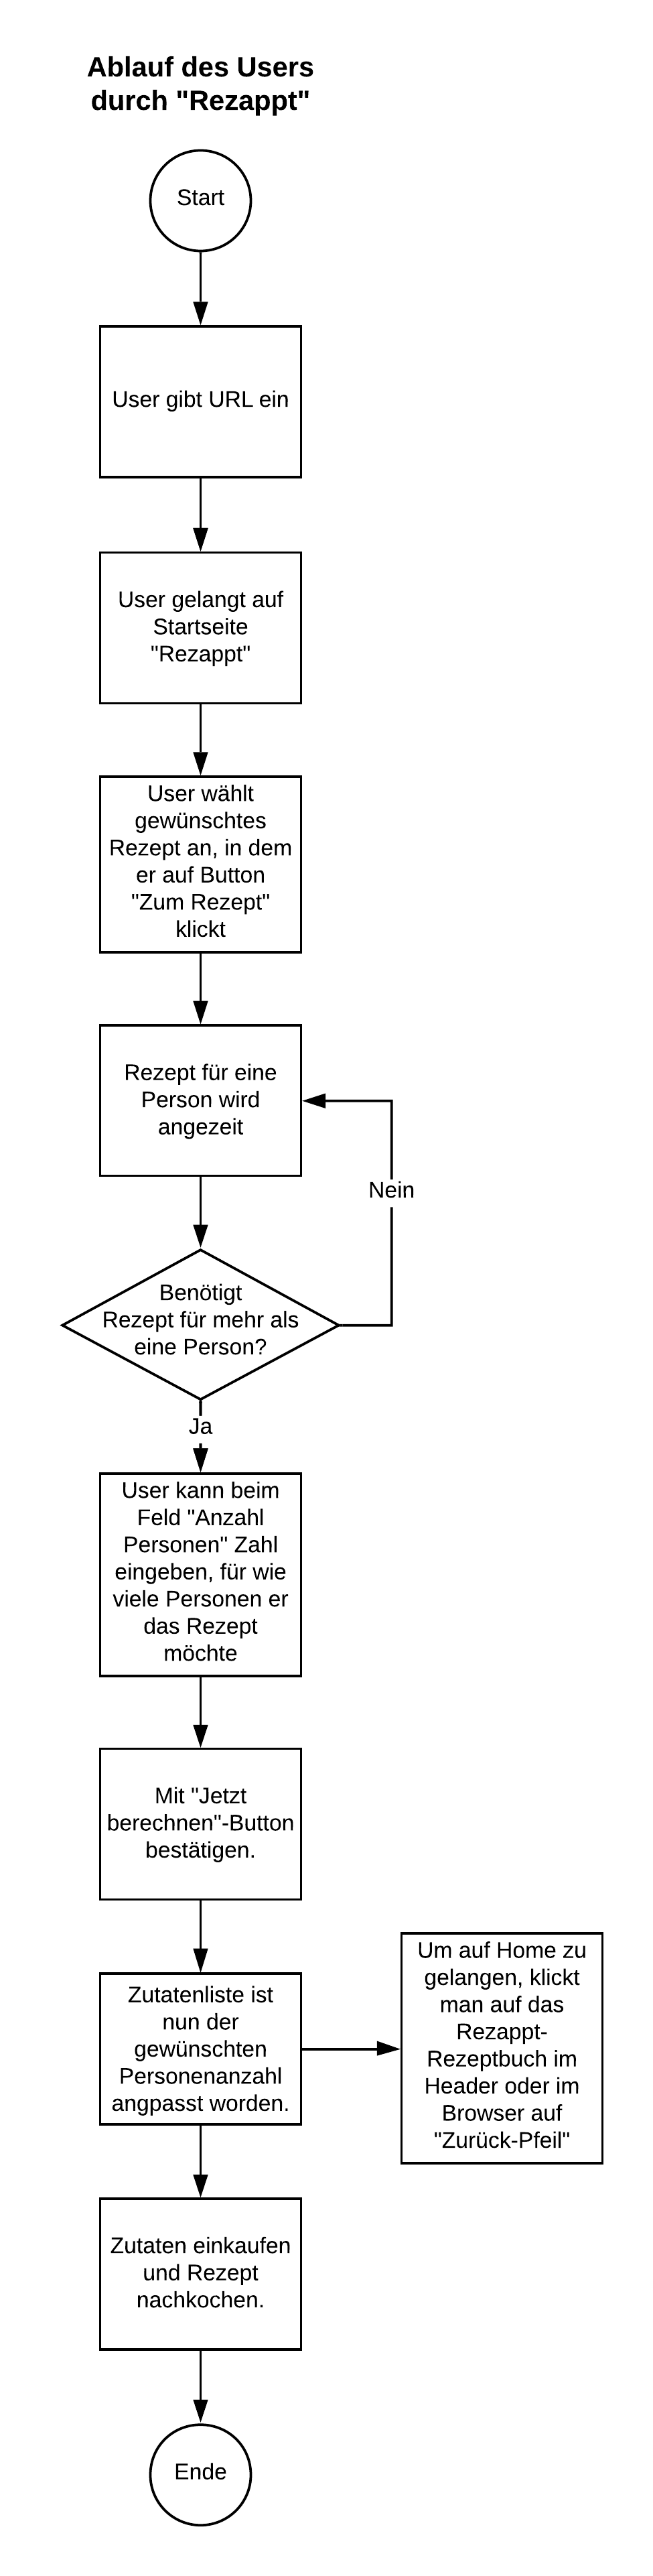 Ablauf des Users
durch "Rezappt"
Start
User gibt URL ein
User gelangt auf
Startseite
"Rezappt"
User wählt
gewünschtes
Rezept an, in dem
er auf Button
"Zum Rezept"
klickt
Rezept für eine
Person wird
angezeit
Nein
Benötigt
Rezept für mehr als
eine Person?
Ja
User kann beim
Feld "Anzahl
Personen" Zahl
eingeben, für wie
viele Personen er
das Rezept
möchte
Mit "Jetzt
berechnen"-Button
bestätigen.
Zutatenliste ist
nun der
gewünschten
Personenanzahl
angpasst worden.
Um auf Home zu
gelangen, klickt
man auf das
Rezappt-
Rezeptbuch im
Header oder im
Browser auf
"Zurück-Pfeil"
Zutaten einkaufen
und Rezept
nachkochen.
Ende